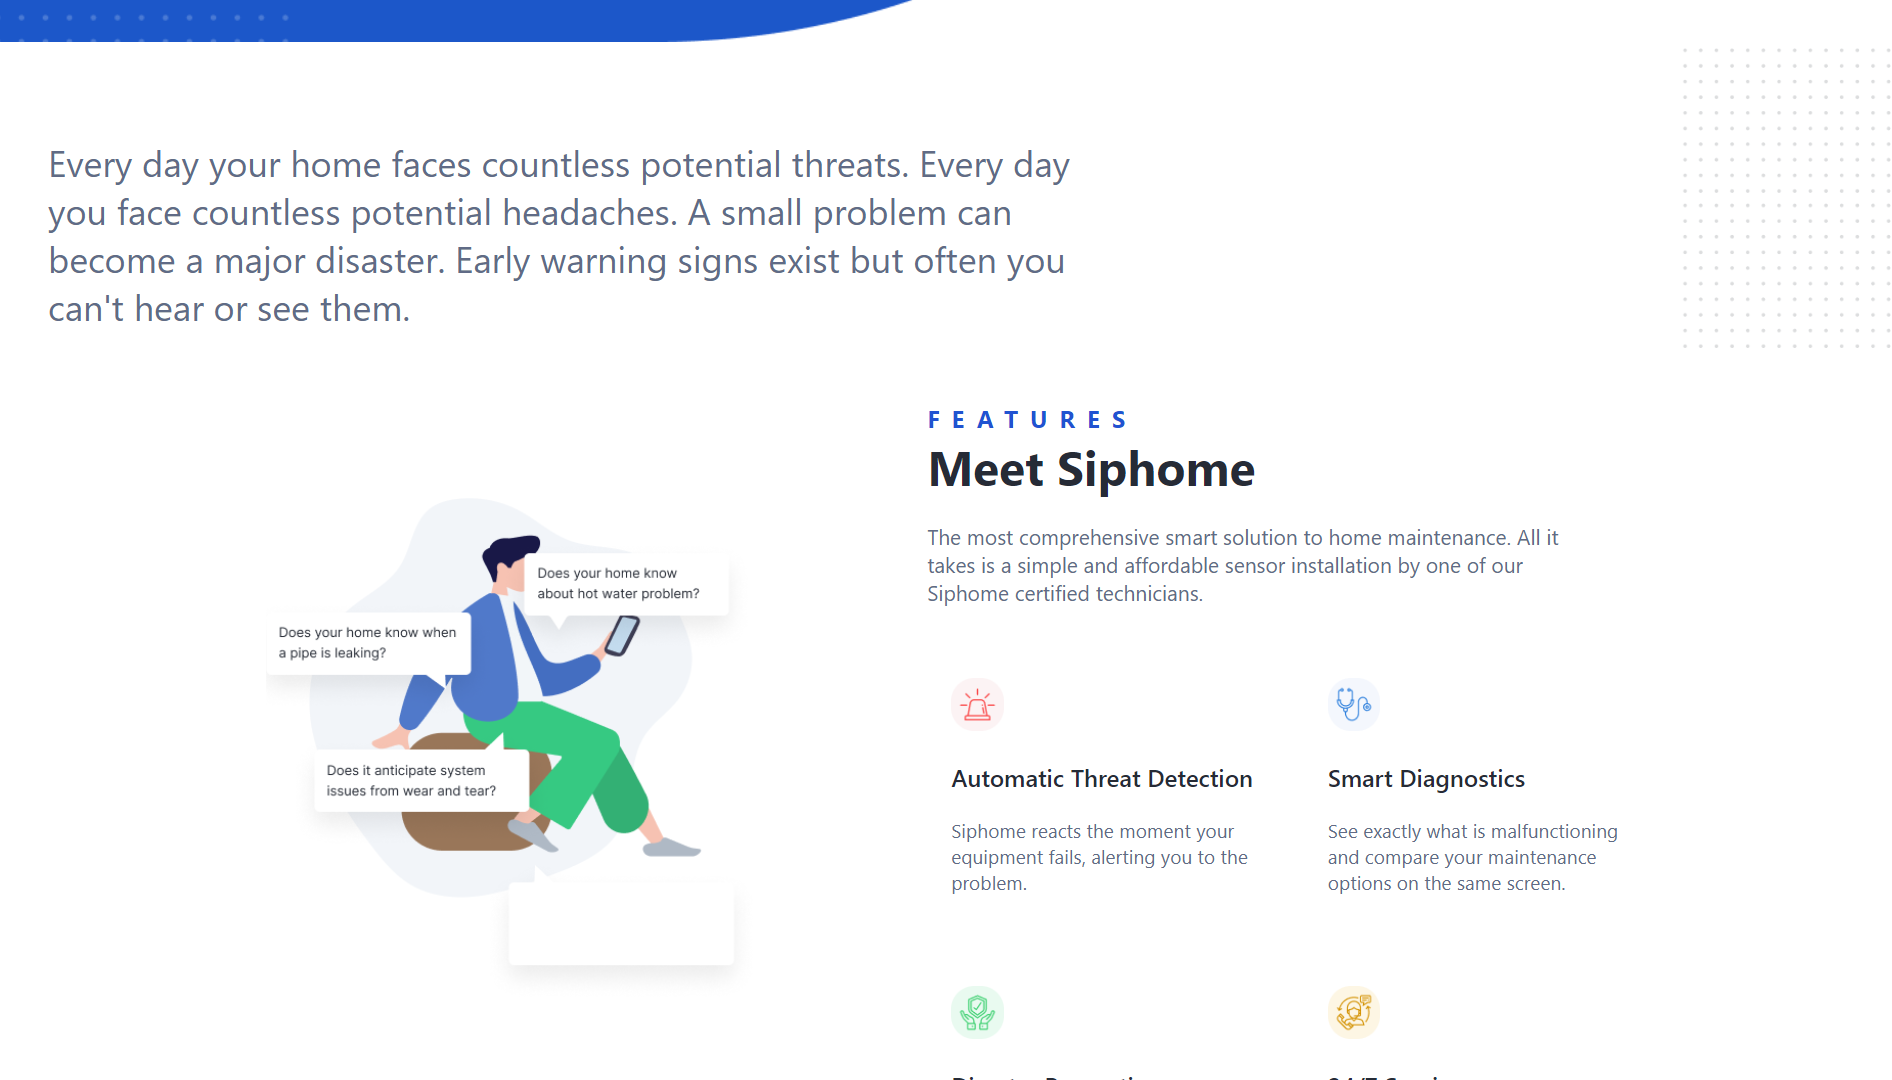 Every day your home faces countless potential threats. Every day
you face countless potential headaches. A small problem can
become a major disaster. Early warning signs exist but often you
can't hear or see them.
FEATURES
Meet Siphome
The most comprehensive smart solution to home maintenance. All it
takes is a simple and affordable sensor installation by one of our
Siphome certified technicians.
Does your home know
about hot water problem?
Does your home know when
a pipe is leaking?
Does it anticipate system
issues from wear and tear?
Automatic Threat Detection
Siphome reacts the moment your
equipment fails, alerting you to the
problem.
Smart Diagnostics
See exactly what is malfunctioning
and compare your maintenance
options on the same screen.